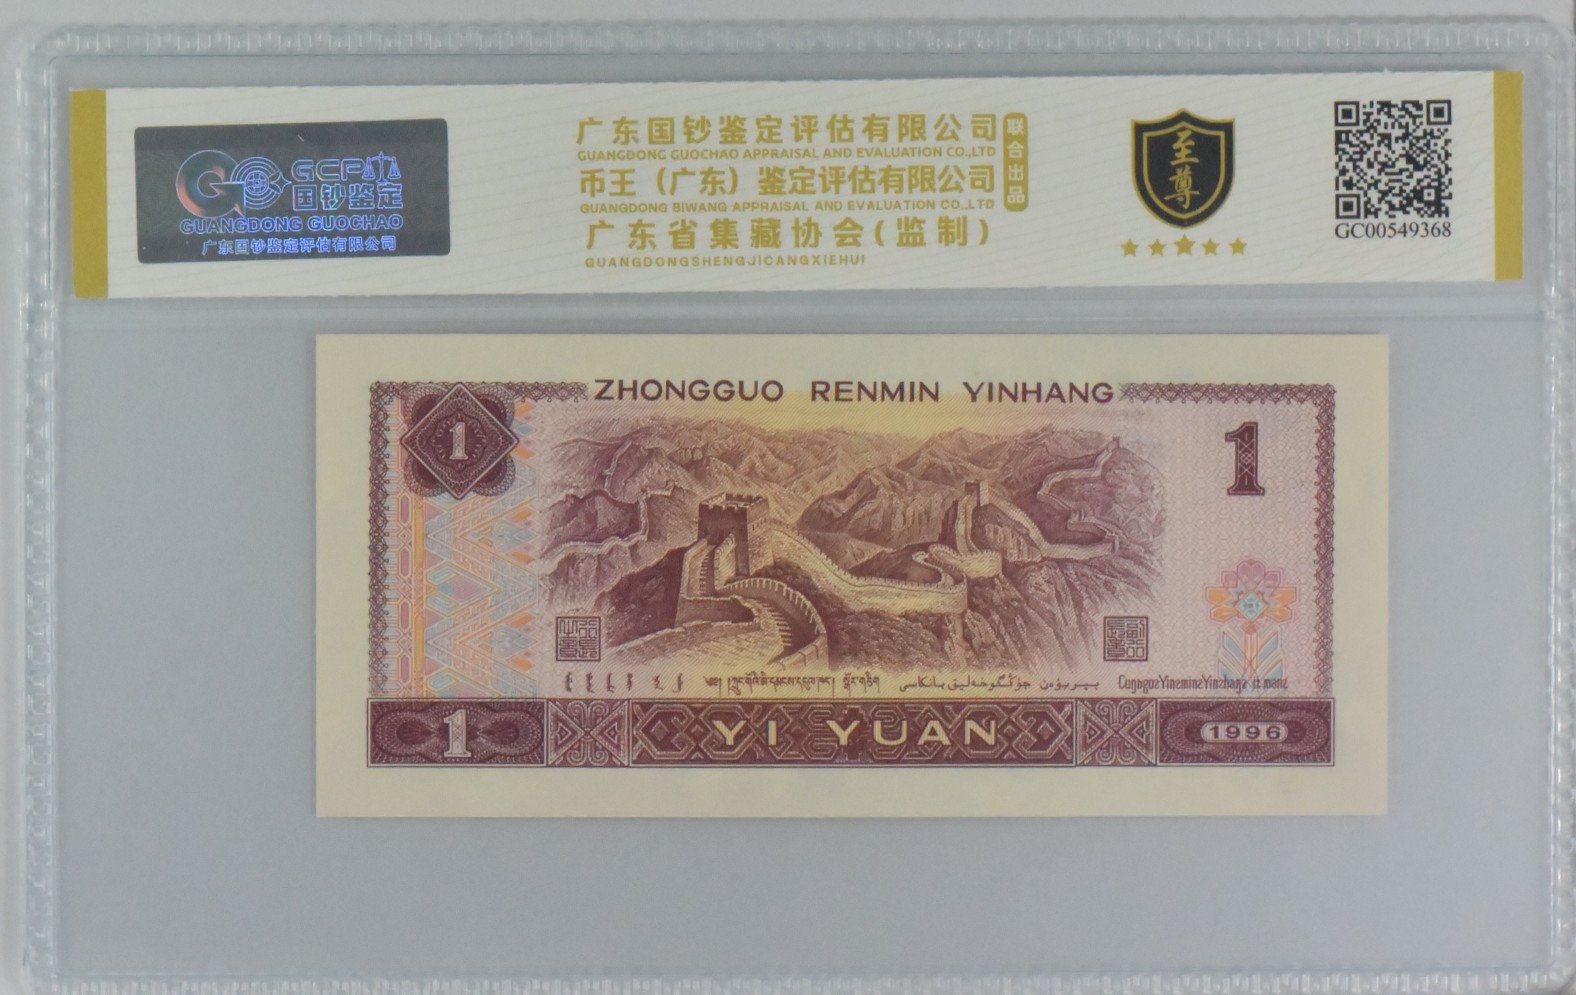 GCP
国钞鉴定
GUANGDONG GUOCHAO
广东国钞鉴定评估有限公司
广东国钞鉴定评估有限公司
GUANGDONG GUOCHAO APPRAISAL AND EVALUATION CO.,LTD
币王（广东）鉴定评估有限公司
GUANGDONG BIWANG APPRAISAL AND EVALUATION CO.,LTD
联合出品
广东省集藏协会(监制)
GUANGDONGSHENGJICANGXIEHUI
至尊
GC00549368
ZHONGGUO RENMIN YINHANG
1
1
1
YI YUAN
1996